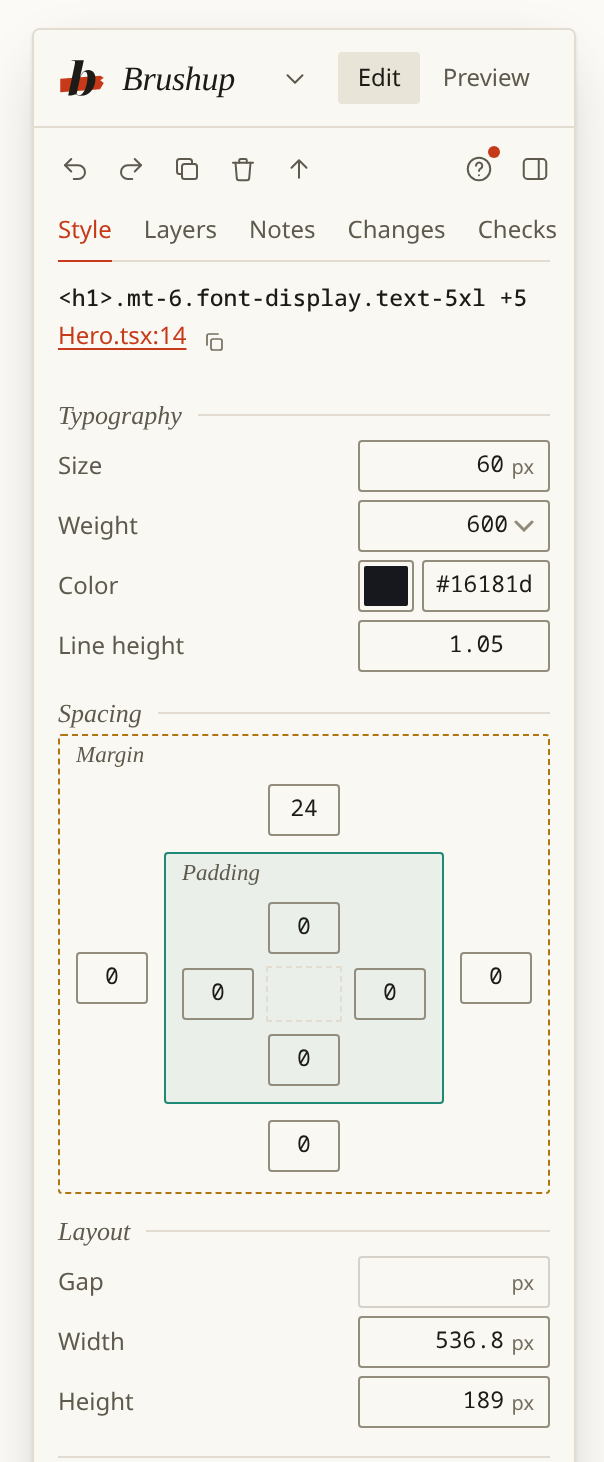 b Brushup Edit Preview
Style Layers Notes Changes Checks
<h1>.mt-6.font-display.text-5xl +5
Hero.tsx:14
Typography
Size 60 px
Weight 600
Color #16181d
Line height 1.05
Spacing
Margin
24
Padding
0
0 0 0 0
0
0
Layout
Gap px
Width 536.8 px
Height 189 px